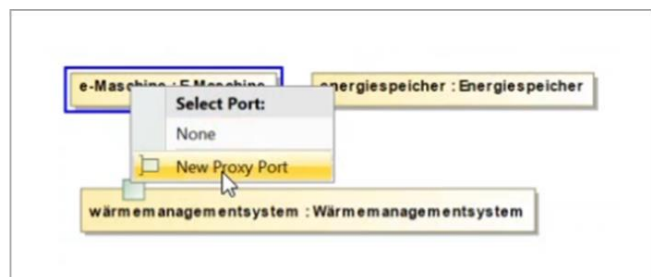 e-Maschine : E-Maschine
energiespeicher : Energiespeicher
Select Port:
None
New Proxy Port
wärmemanagementsystem : Wärmemanagementsystem